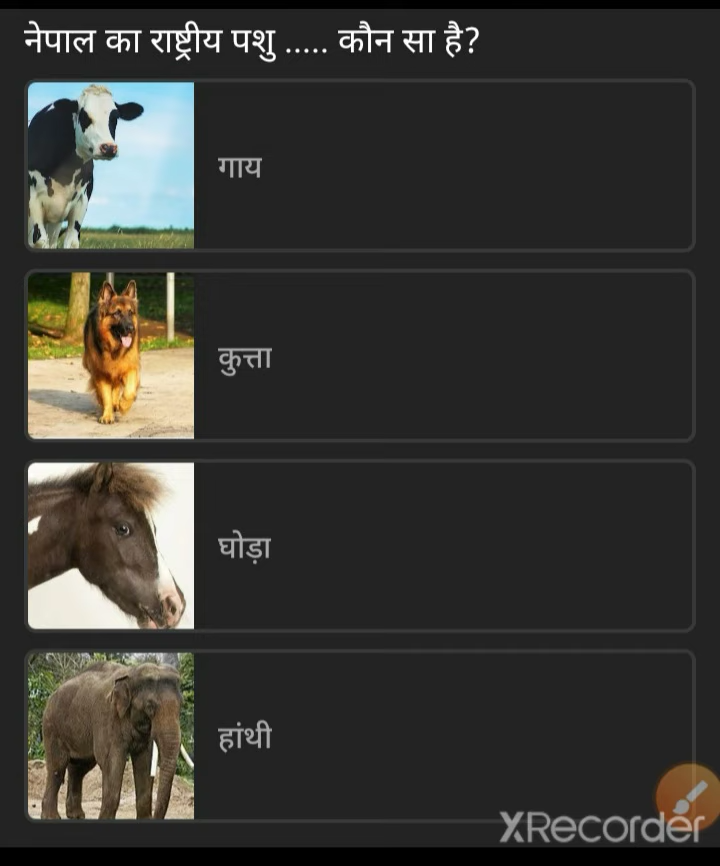 नेपाल का राष्ट्रीय पशु ..... कौन सा है?
गाय
कुत्ता
घोड़ा
हांथी
XRecorder